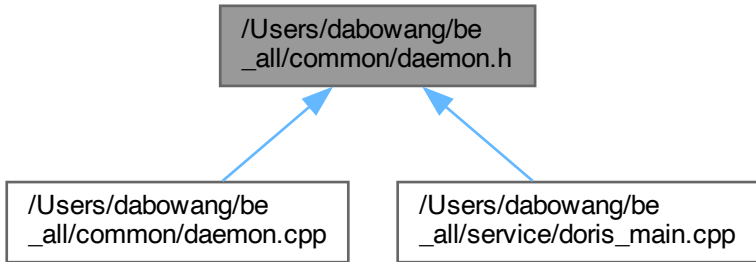 /Users/dabowang/be
_all/common/daemon.h
/Users/dabowang/be
_all/common/daemon.cpp
/Users/dabowang/be
_all/service/doris_main.cpp